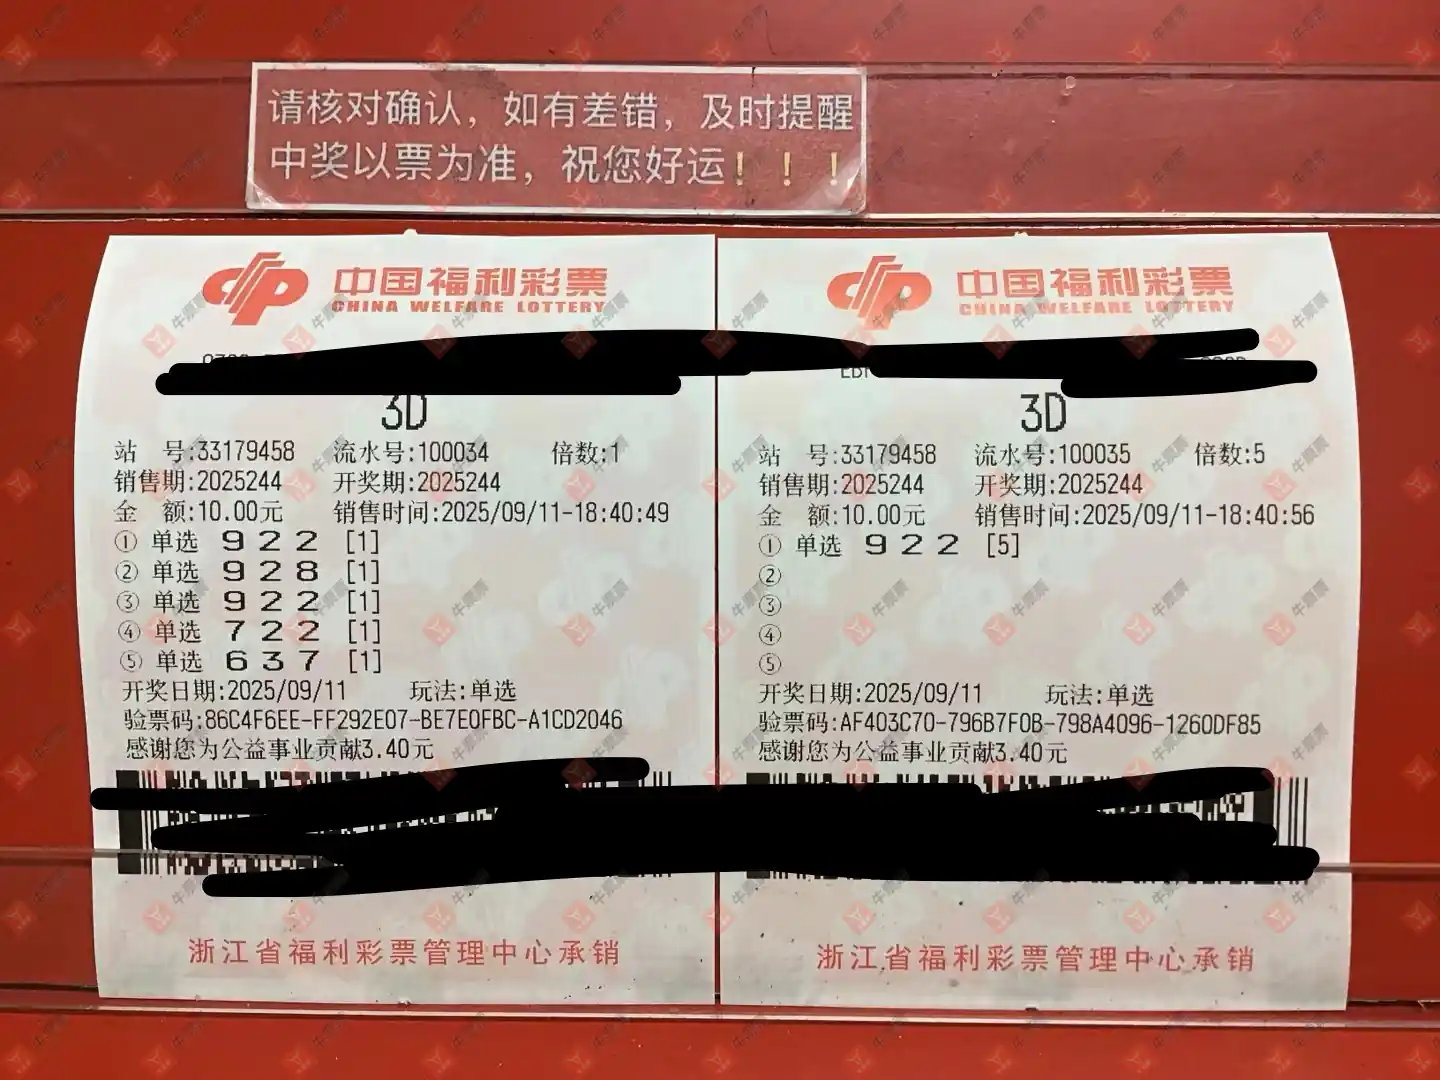 请核对确认，如有差错，及时提醒
中奖以票为准，祝您好运！！！
中国福利彩票
CHINA WELFARE LOTTERY
3D
站 号:33179458 流水号:100034 倍数:1
销售期:2025244 开奖期:2025244
金 额:10.00元 销售时间:2025/09/11-18:40:49
① 单选 9 2 2 [1]
② 单选 9 2 8 [1]
③ 单选 9 2 2 [1]
④ 单选 7 2 2 [1]
⑤ 单选 6 3 7 [1]
开奖日期:2025/09/11 玩法:单选
验票码:86C4F6EE-FF292E07-BE7E0FBC-A1CD2046
感谢您为公益事业贡献3.40元
浙江省福利彩票管理中心承销
中国福利彩票
CHINA WELFARE LOTTERY
3D
站 号:33179458 流水号:100035 倍数:5
销售期:2025244 开奖期:2025244
金 额:10.00元 销售时间:2025/09/11-18:40:56
① 单选 9 2 2 [5]
②
③
④
⑤
开奖日期:2025/09/11 玩法:单选
验票码:AF403C70-796B7F0B-798A4096-1260DF85
感谢您为公益事业贡献3.40元
浙江省福利彩票管理中心承销